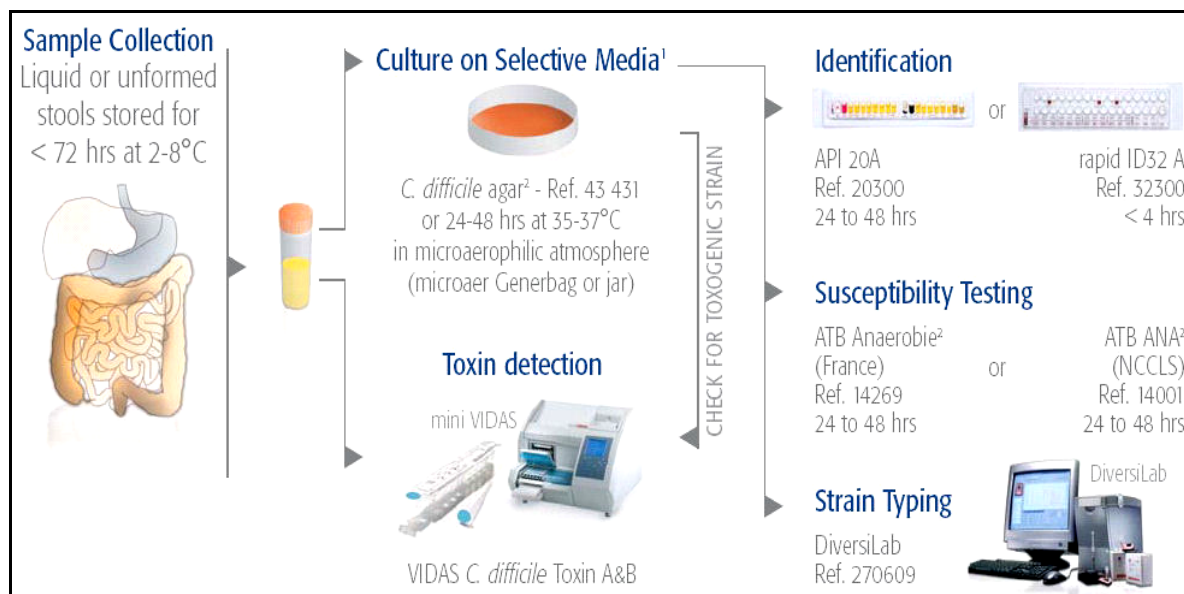 Sample Collection
Liquid or unformed
stools stored for
< 72 hrs at 2-8°C
Culture on Selective Media¹
C. difficile agar² - Ref. 43 431
or 24-48 hrs at 35-37°C
in microaerophilic atmosphere
(microaer Generbag or jar)
Toxin detection
mini VIDAS
VIDAS C. difficile Toxin A&B
CHECK FOR TOXOGENIC STRAIN
Identification
or
API 20A
Ref. 20300
24 to 48 hrs
rapid ID32 A
Ref. 32300
< 4 hrs
Susceptibility Testing
ATB Anaerobie²
(France)
Ref. 14269
24 to 48 hrs
or
ATB ANA²
(NCCLS)
Ref. 14001
24 to 48 hrs
Strain Typing
DiversiLab
Ref. 270609
DiversiLab